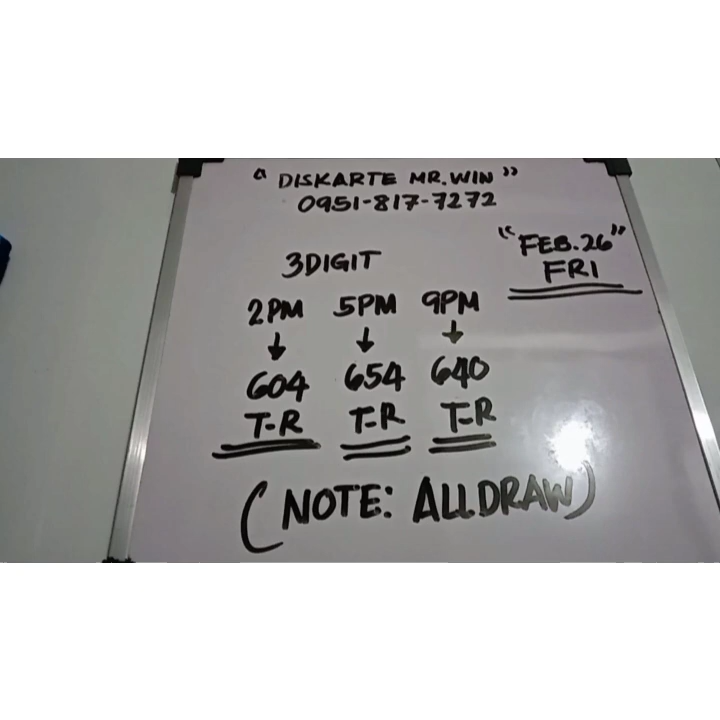 " DISKARTE MR. WIN "
0951-817-7272
"FEB. 26"
FRI
3DIGIT
2PM 5PM 9PM
604 654 640
T-R T-R T-R
(NOTE: ALLDRAW)